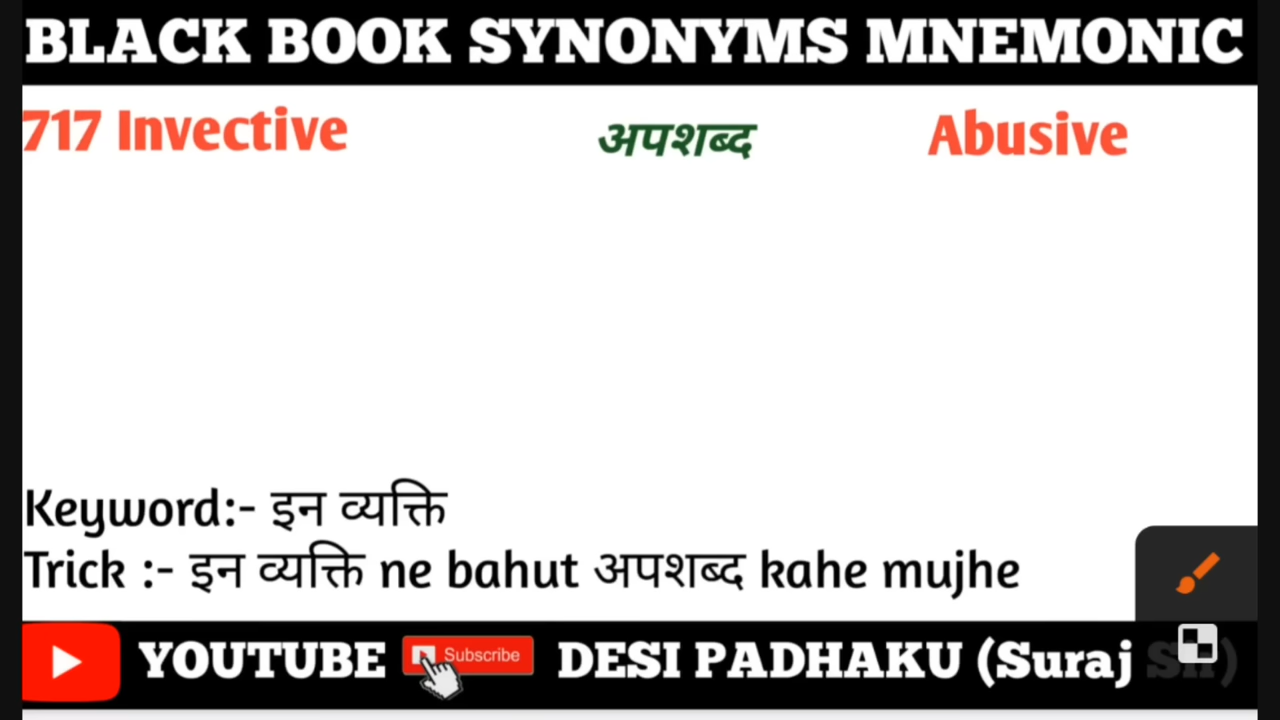 BLACK BOOK SYNONYMS MNEMONIC
717 Invective अपशब्द Abusive
Keyword:- इन व्यक्ति
Trick :- इन व्यक्ति ne bahut अपशब्द kahe mujhe
YOUTUBE Subscribe DESI PADHAKU (Suraj